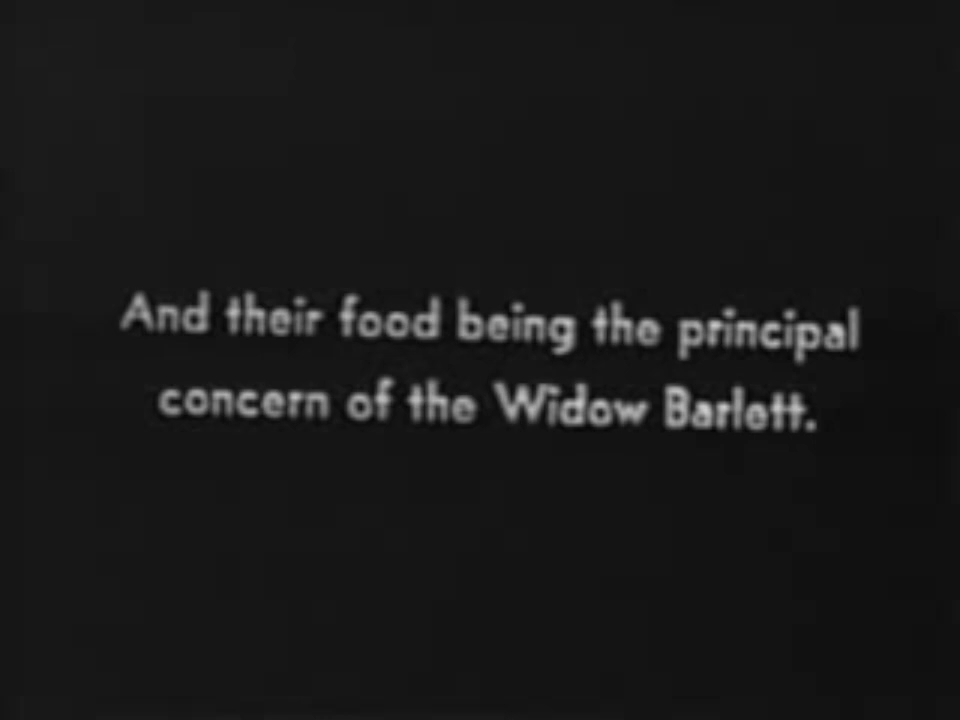 And their food being the principal
concern of the Widow Barlett.